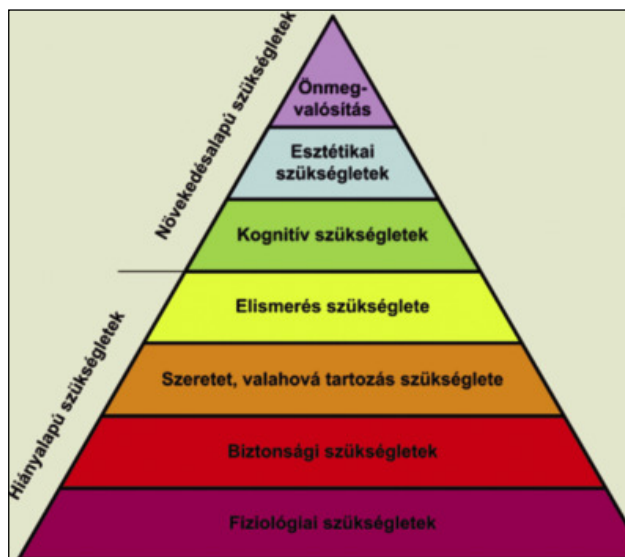 Önmeg-
valósítás
Esztétikai
szükségletek
Kognitív szükségletek
Elismerés szükséglete
Szeretet, valahová tartozás szükséglete
Biztonsági szükségletek
Fiziológiai szükségletek
Növekedésalapú szükségletek
Hiányalapú szükségletek